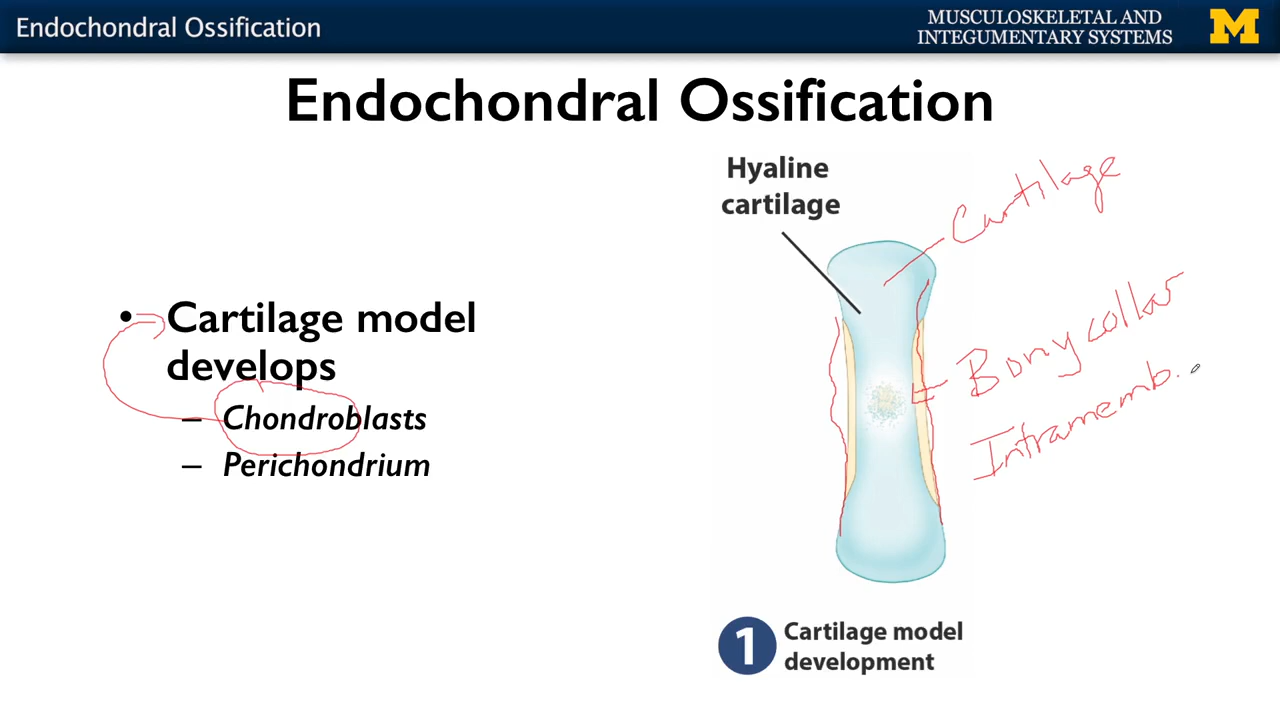 Endochondral Ossification
MUSCULOSKELETAL AND
INTEGUMENTARY SYSTEMS
M
Endochondral Ossification
Hyaline
cartilage
Cartilage
• Cartilage model
develops
– Chondroblasts
– Perichondrium
Bony collar
Intramemb.
1
Cartilage model
development